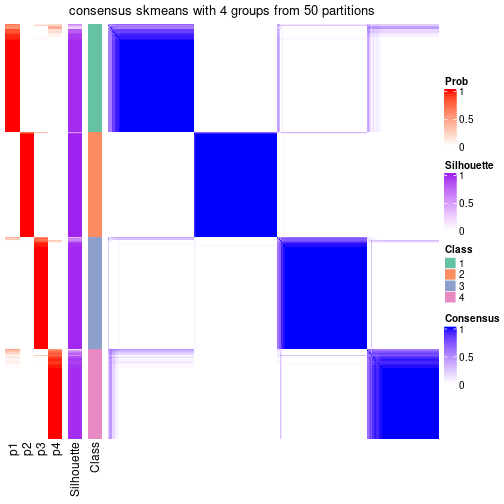 consensus skmeans with 4 groups from 50 partitions
Prob
1
0.5
0
Silhouette
1
0.5
0
Class
1
2
3
4
Consensus
1
0.5
0
p1
p2
p3
p4
Silhouette
Class